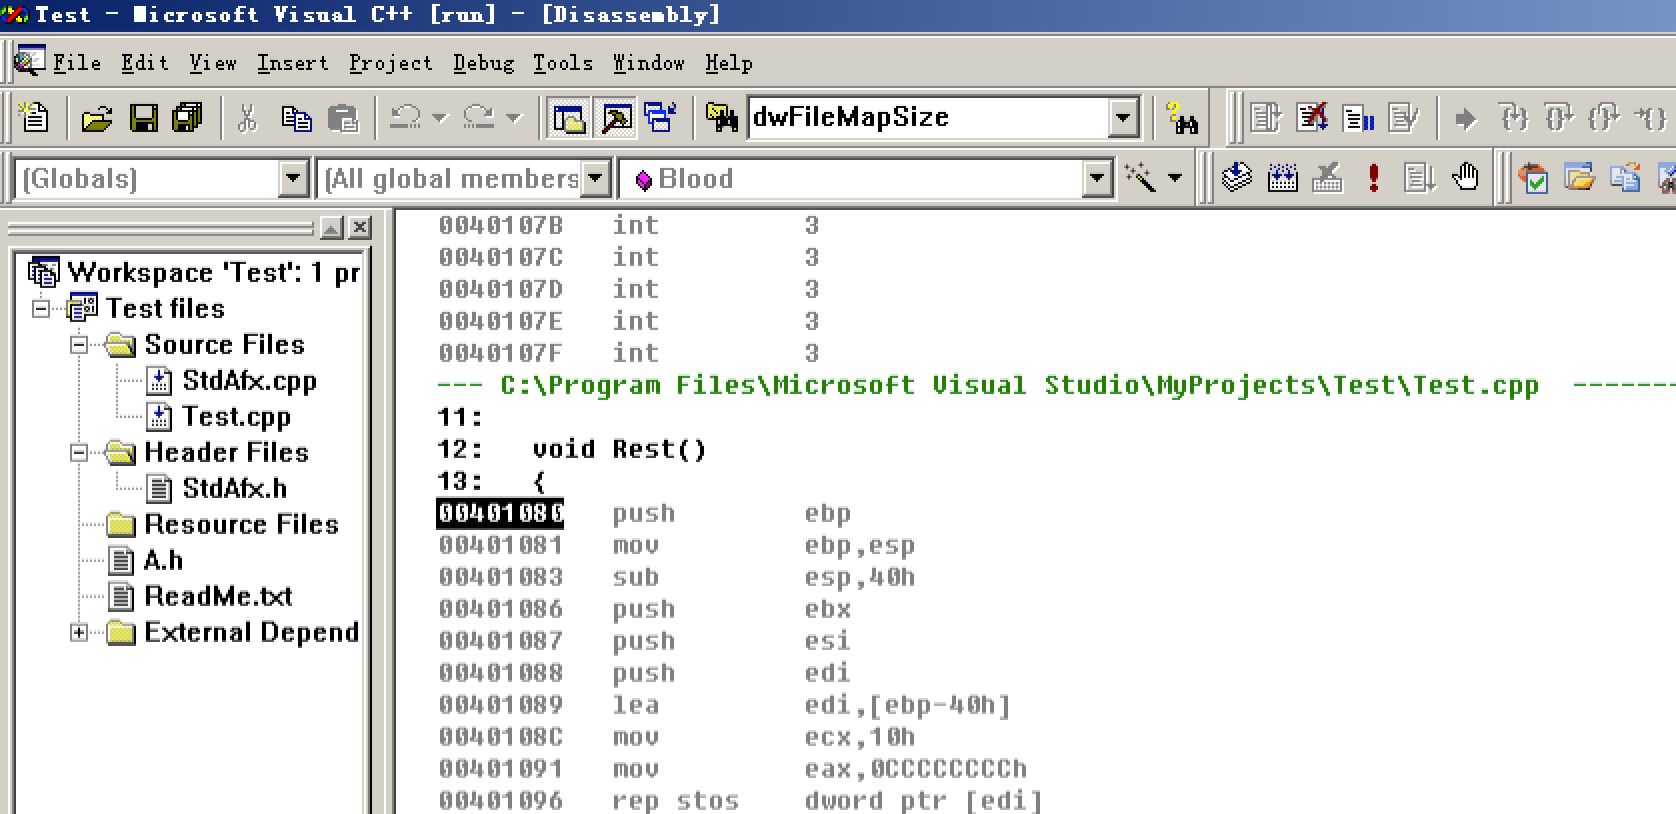 Test - Microsoft Visual C++ [run] - [Disassembly]
File Edit View Insert Project Debug Tools Window Help
dwFileMapSize
(Globals) (All global members Blood
Workspace 'Test': 1 pr
Test files
Source Files
StdAfx.cpp
Test.cpp
Header Files
StdAfx.h
Resource Files
A.h
ReadMe.txt
External Depend
0040107B int 3
0040107C int 3
0040107D int 3
0040107E int 3
0040107F int 3
--- C:\Program Files\Microsoft Visual Studio\MyProjects\Test\Test.cpp -------
11:
12: void Rest()
13: {
00401080 push ebp
00401081 mov ebp,esp
00401083 sub esp,40h
00401086 push ebx
00401087 push esi
00401088 push edi
00401089 lea edi,[ebp-40h]
0040108C mov ecx,10h
00401091 mov eax,0CCCCCCCCh
00401096 rep stos dword ptr [edi]